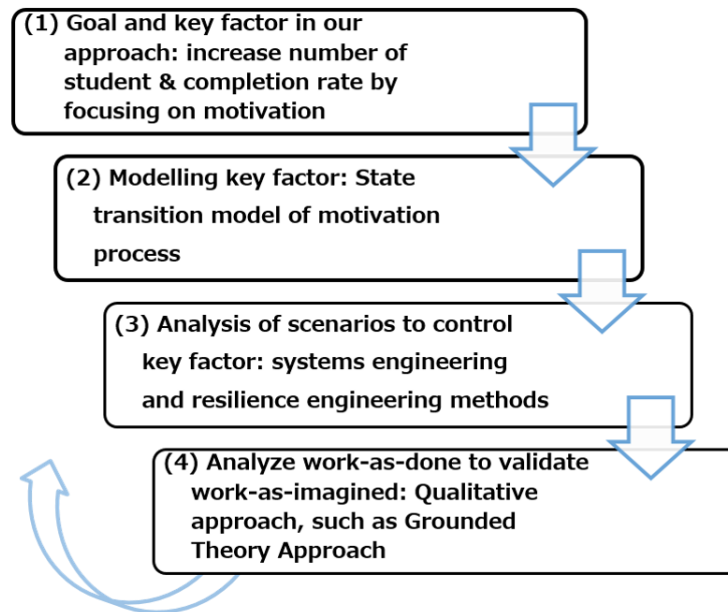 (1) Goal and key factor in our
approach: increase number of
student & completion rate by
focusing on motivation
(2) Modelling key factor: State
transition model of motivation
process
(3) Analysis of scenarios to control
key factor: systems engineering
and resilience engineering methods
(4) Analyze work-as-done to validate
work-as-imagined: Qualitative
approach, such as Grounded
Theory Approach